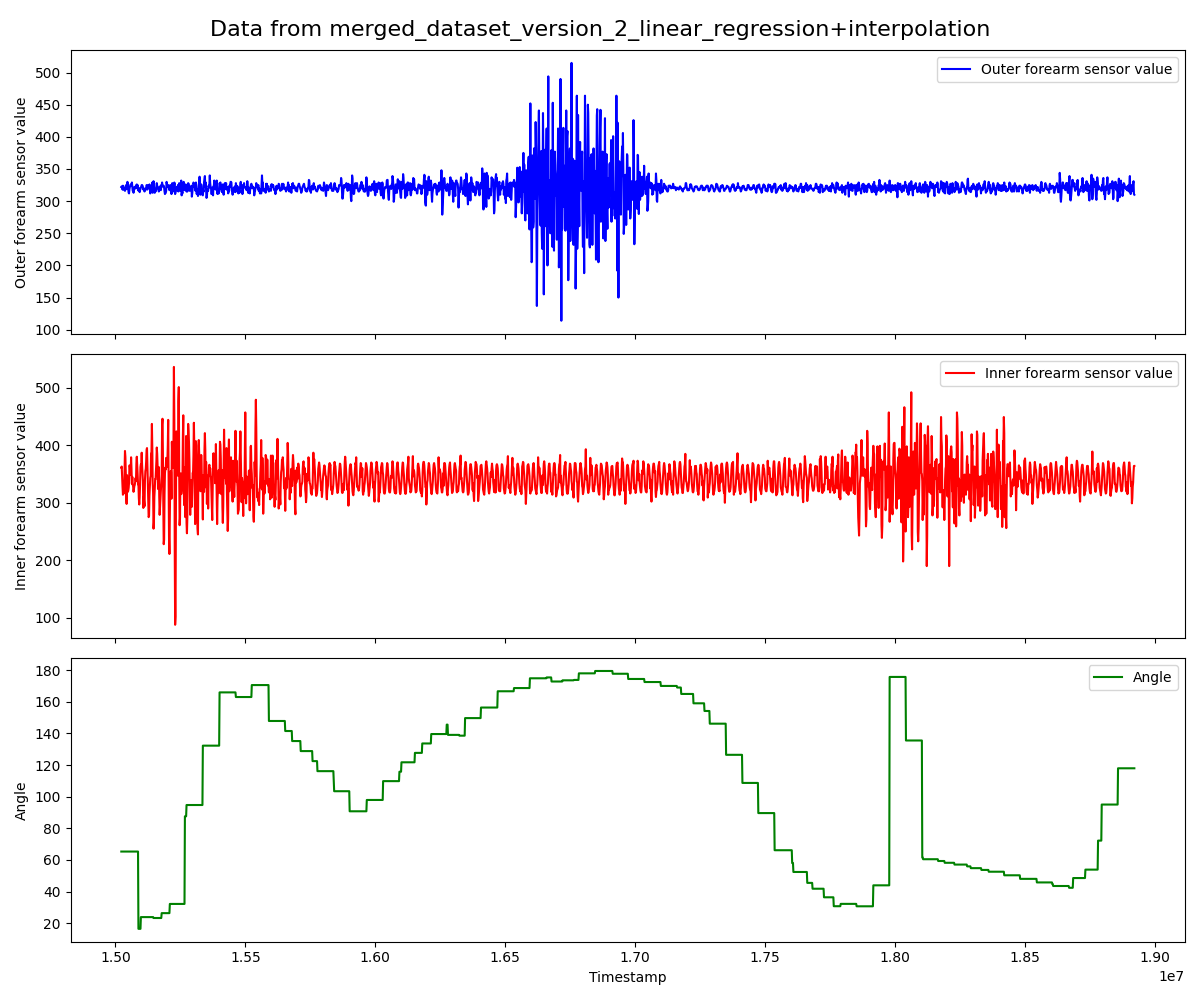 Data from merged_dataset_version_2_linear_regression+interpolation
Outer forearm sensor value
500
450
400
350
300
250
200
150
100
Outer forearm sensor value
Inner forearm sensor value
500
400
300
200
100
Inner forearm sensor value
Angle
180
160
140
120
100
80
60
40
20
Angle
1.50 1.55 1.60 1.65 1.70 1.75 1.80 1.85 1.90
1e7
Timestamp